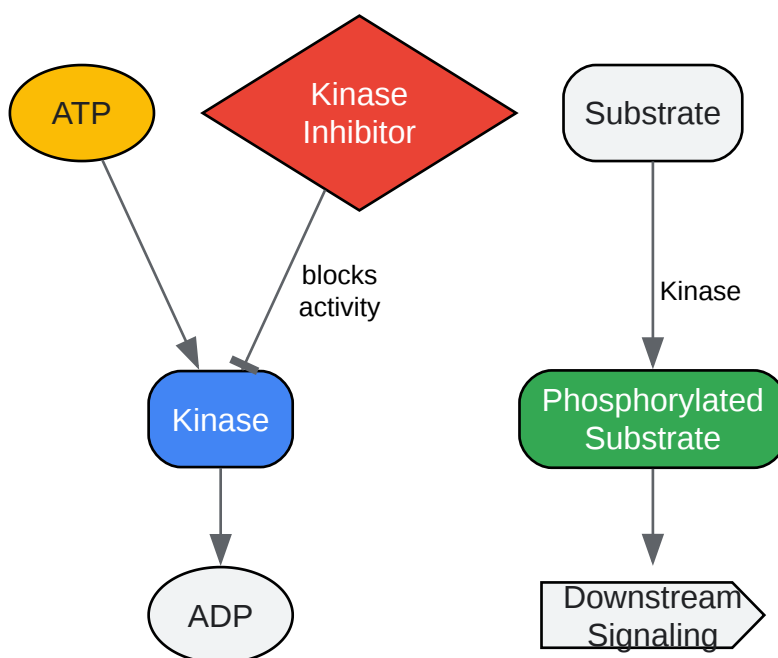 ATP
Kinase
Inhibitor
Substrate
blocks
activity
Kinase
Kinase
Phosphorylated
Substrate
ADP
Downstream
Signaling